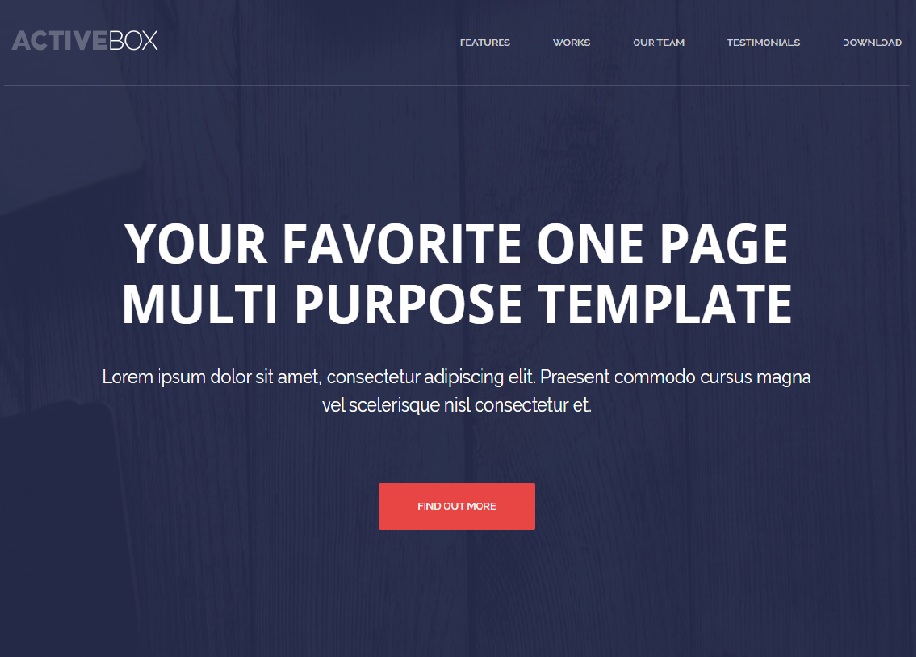 ACTIVEBOX
FEATURES WORKS OUR TEAM TESTIMONIALS DOWNLOAD
YOUR FAVORITE ONE PAGE
MULTI PURPOSE TEMPLATE
Lorem ipsum dolor sit amet, consectetur adipiscing elit. Praesent commodo cursus magna
vel scelerisque nisl consectetur et.
FIND OUT MORE